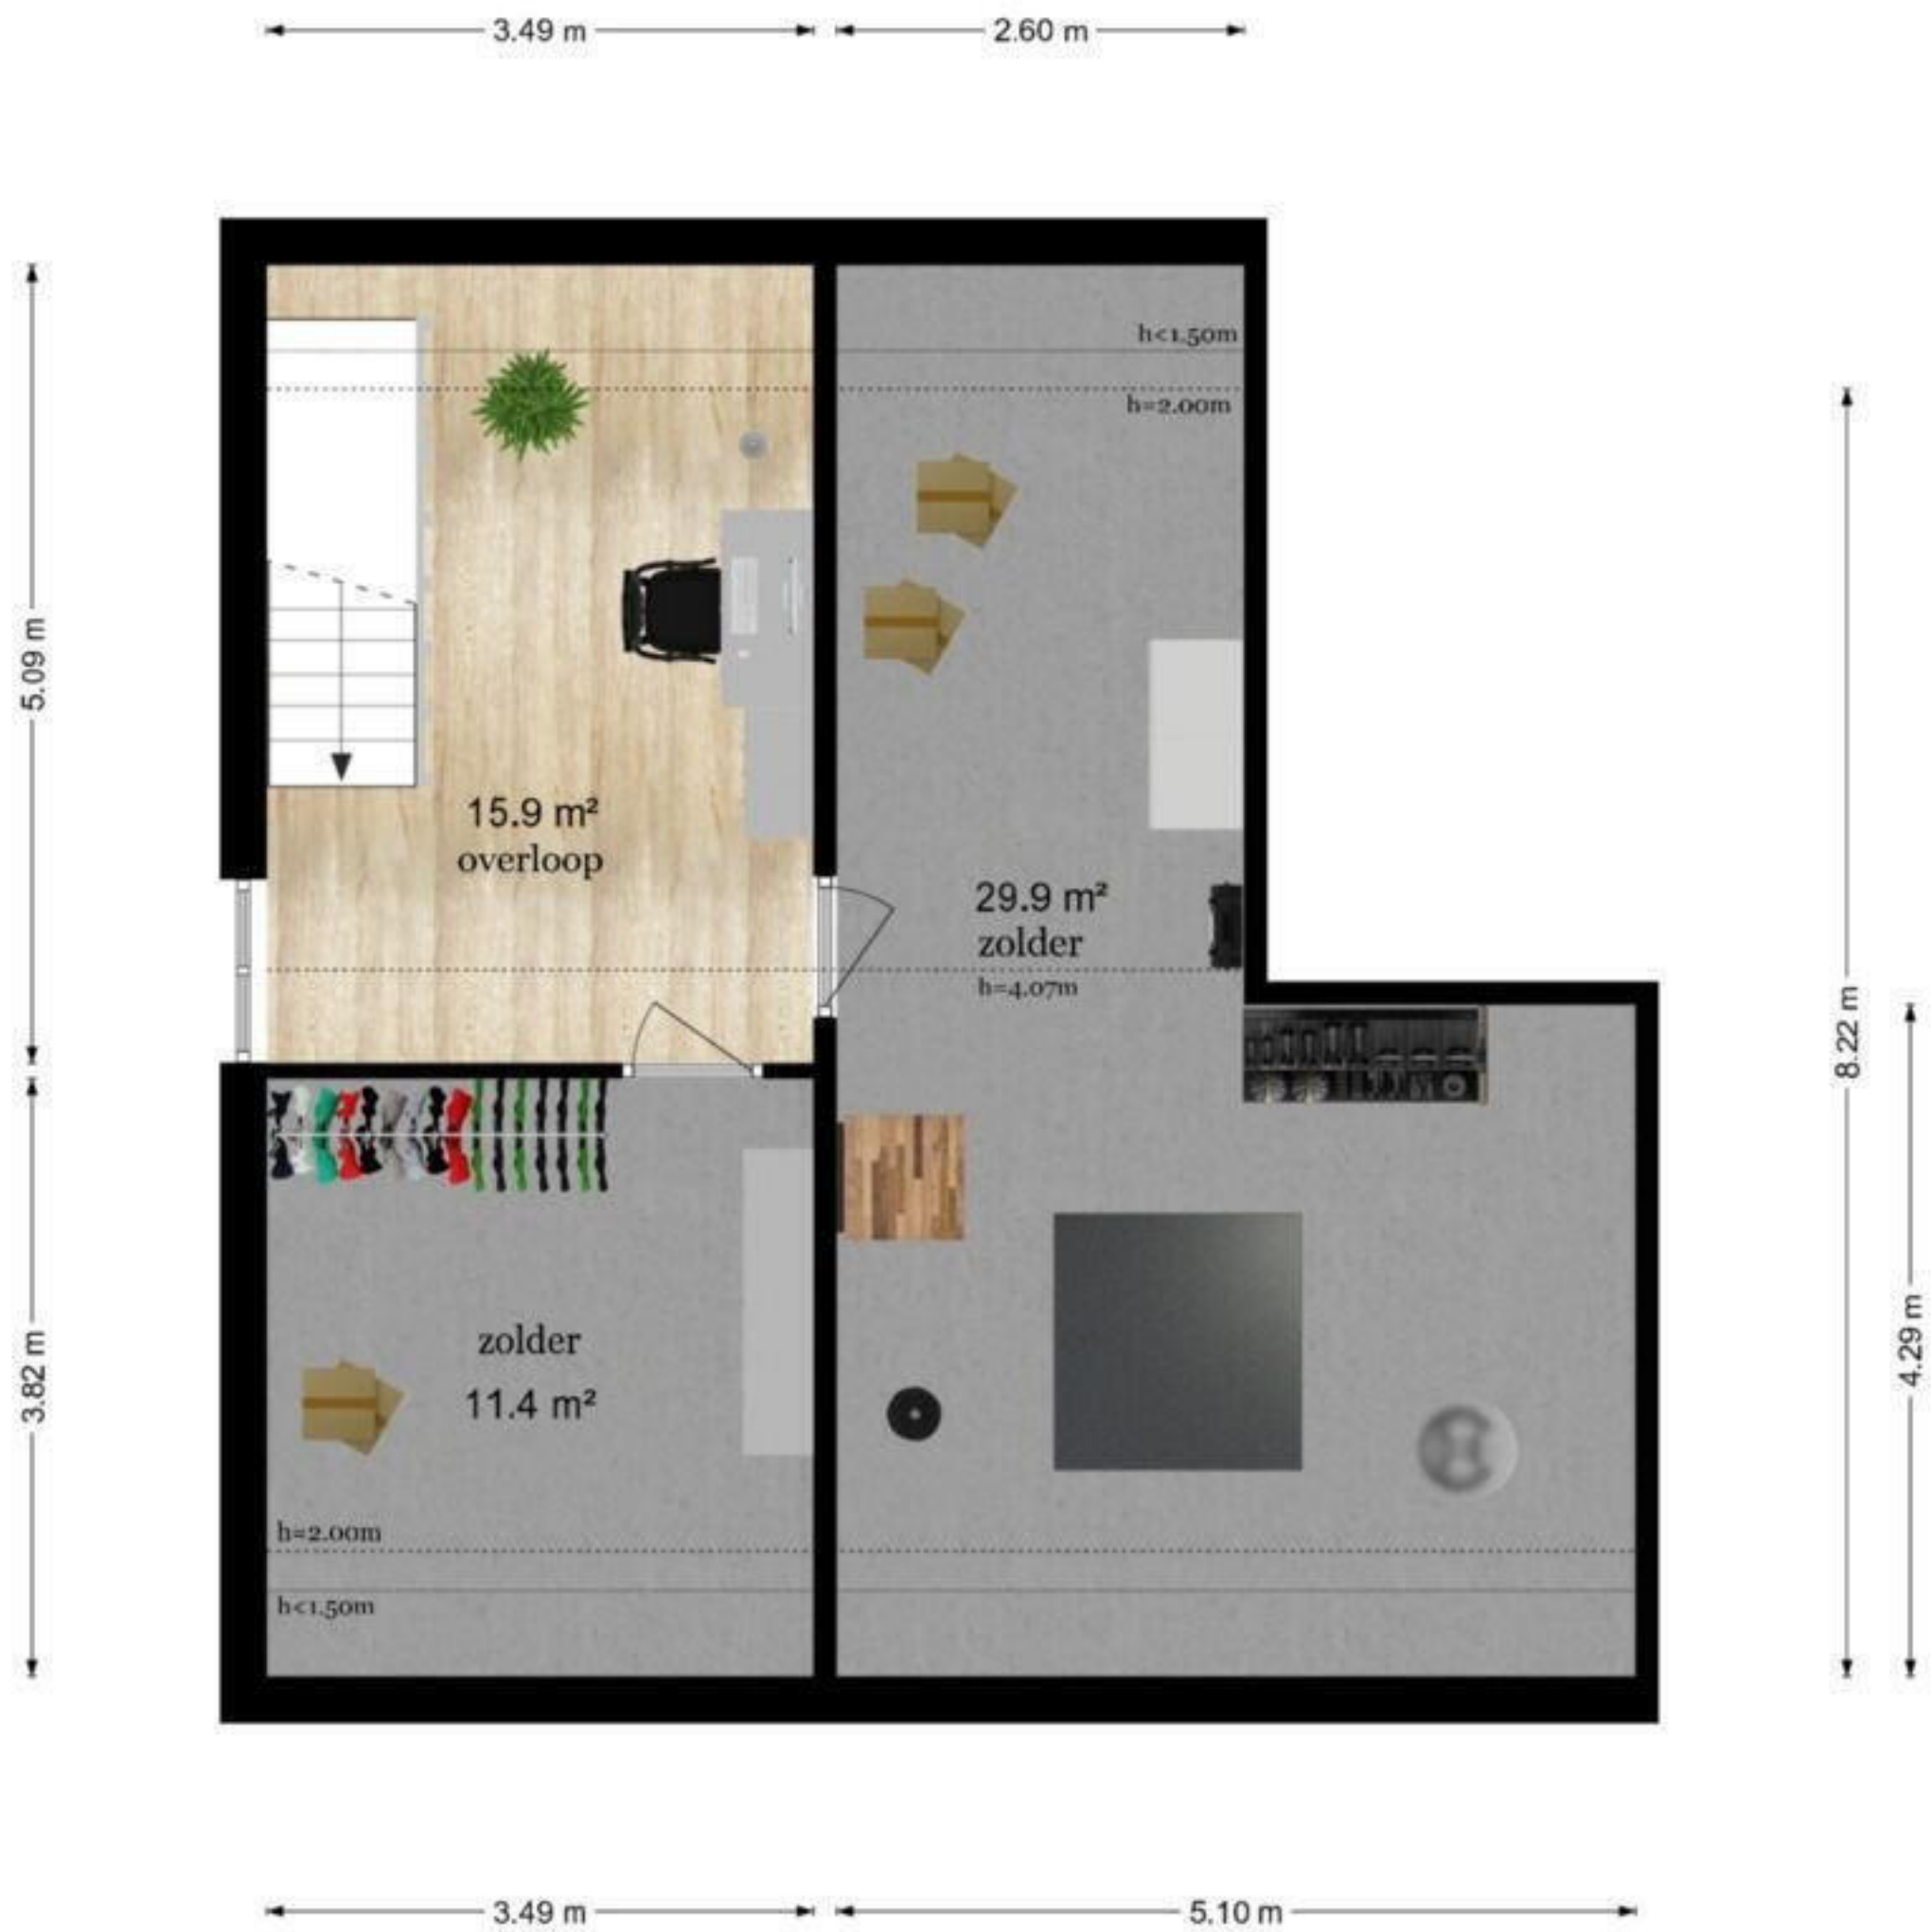 3.49 m
2.60 m
h<1.50m
h=2.00m
5.09 m
15.9 m²
overloop
29.9 m²
zolder
h=4.07m
8.22 m
4.29 m
3.82 m
zolder
11.4 m²
h=2.00m
h<1.50m
3.49 m
5.10 m